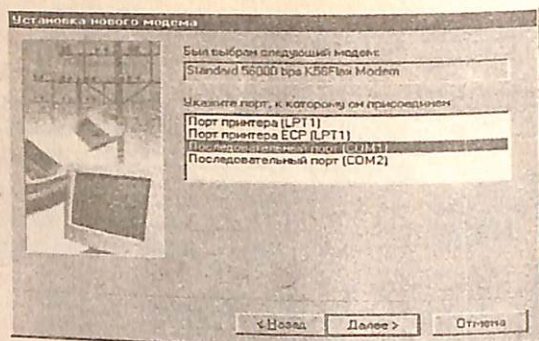 Установка нового модема
Был выбран следующий модем:
Standard 56000 bps K56Flex Modem
Укажите порт, к которому он присоединен
Порт принтера (LPT1)
Порт принтера ECP (LPT1)
Последовательный порт (COM1)
Последовательный порт (COM2)
< Назад
Далее >
Отмена